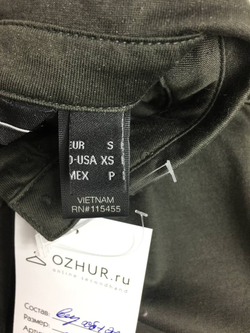 EUR S
D-USA XS
MEX P
VIETNAM
RN#115455
OZHUR.ru
online secondhand
Состав:
Размер: